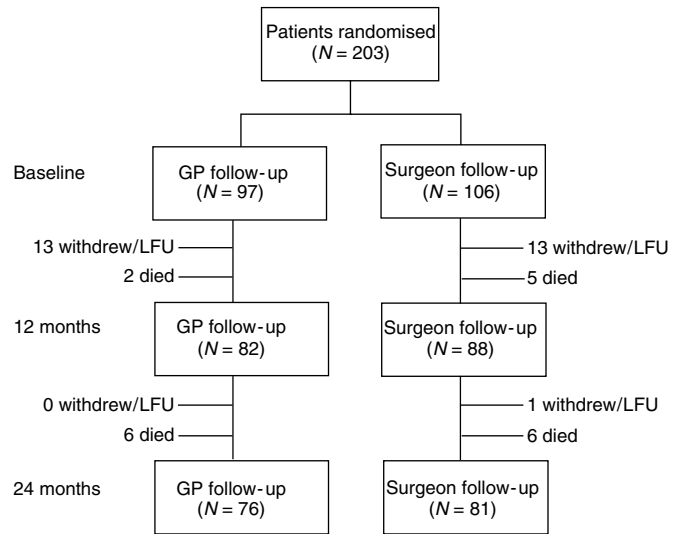 Patients randomised
(N = 203)
Baseline
GP follow-up
(N = 97)
Surgeon follow-up
(N = 106)
13 withdrew/LFU
2 died
13 withdrew/LFU
5 died
12 months
GP follow-up
(N = 82)
Surgeon follow-up
(N = 88)
0 withdrew/LFU
6 died
1 withdrew/LFU
6 died
24 months
GP follow-up
(N = 76)
Surgeon follow-up
(N = 81)